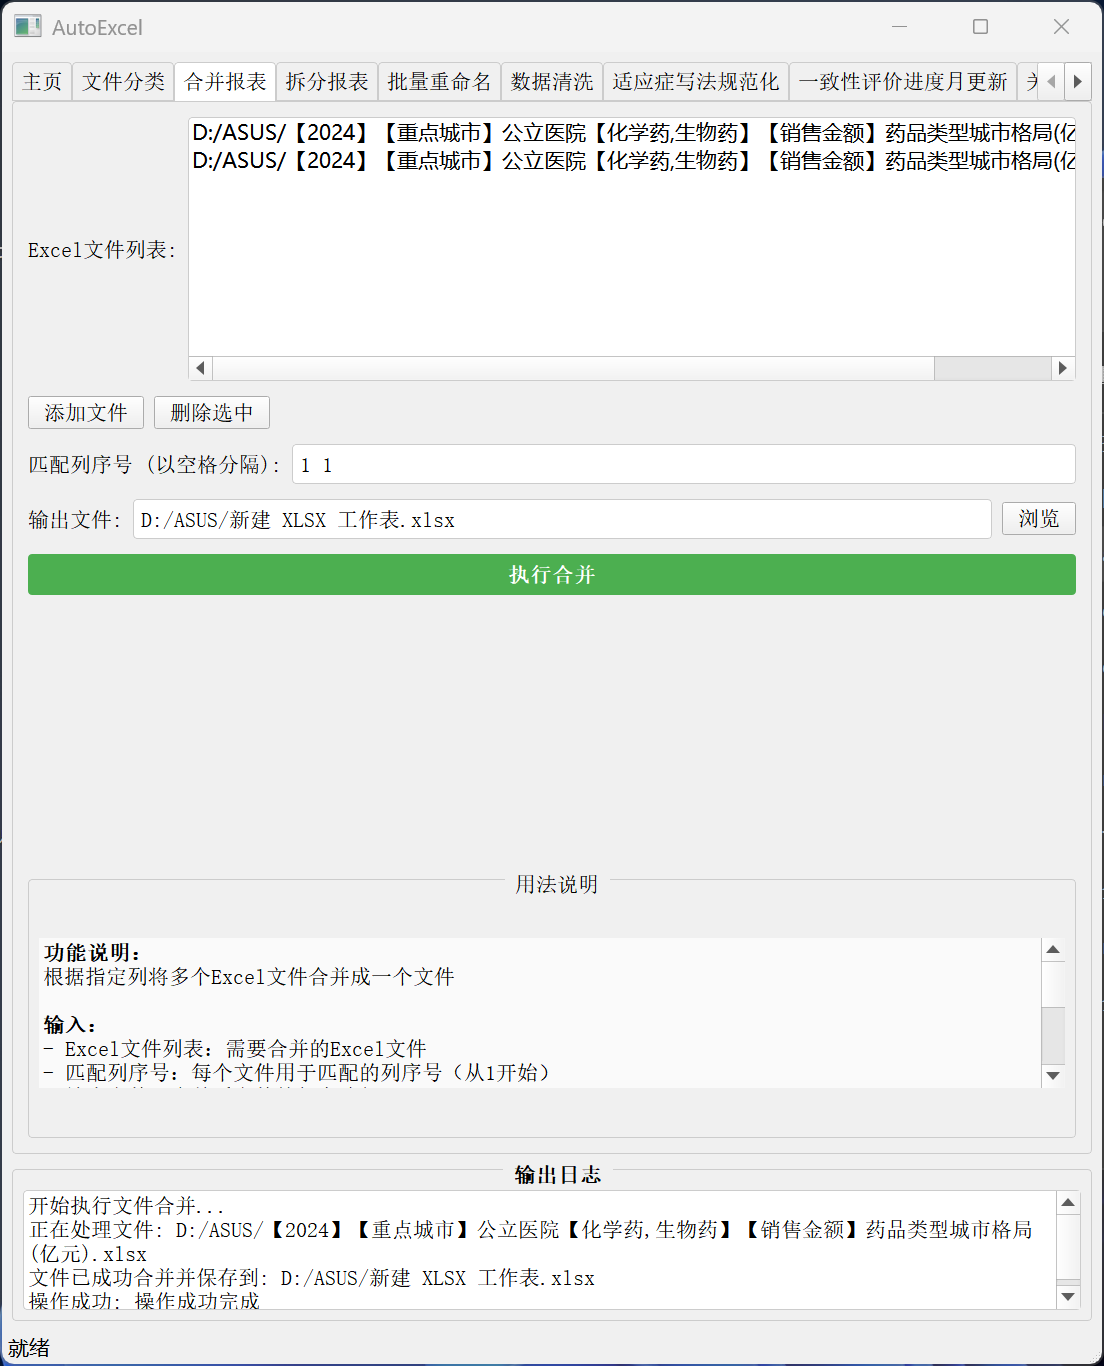 AutoExcel
主页 文件分类 合并报表 拆分报表 批量重命名 数据清洗 适应症写法规范化 一致性评价进度月更新
D:/ASUS/【2024】【重点城市】公立医院【化学药,生物药】【销售金额】药品类型城市格局(亿
D:/ASUS/【2024】【重点城市】公立医院【化学药,生物药】【销售金额】药品类型城市格局(亿
Excel文件列表:
添加文件 删除选中
匹配列序号 (以空格分隔): 1 1
输出文件: D:/ASUS/新建 XLSX 工作表.xlsx 浏览
执行合并
用法说明
功能说明：
根据指定列将多个Excel文件合并成一个文件
输入：
- Excel文件列表：需要合并的Excel文件
- 匹配列序号：每个文件用于匹配的列序号（从1开始）
输出日志
开始执行文件合并...
正在处理文件: D:/ASUS/【2024】【重点城市】公立医院【化学药,生物药】【销售金额】药品类型城市格局
(亿元).xlsx
文件已成功合并并保存到: D:/ASUS/新建 XLSX 工作表.xlsx
操作成功: 操作成功完成
就绪